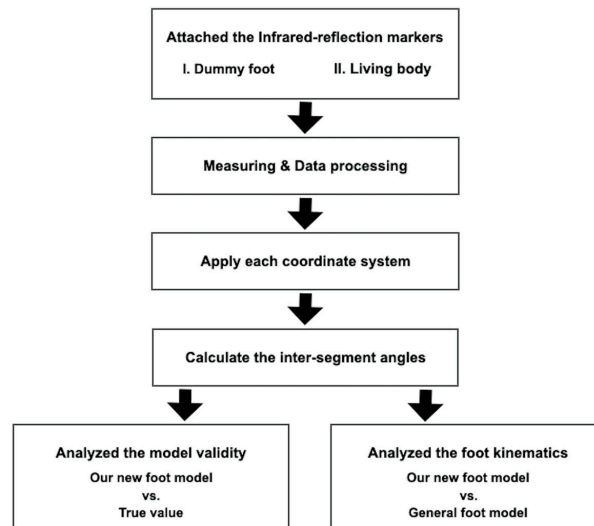 Attached the Infrared-reflection markers
I. Dummy foot II. Living body
Measuring & Data processing
Apply each coordinate system
Calculate the inter-segment angles
Analyzed the model validity
Our new foot model
vs.
True value
Analyzed the foot kinematics
Our new foot model
vs.
General foot model